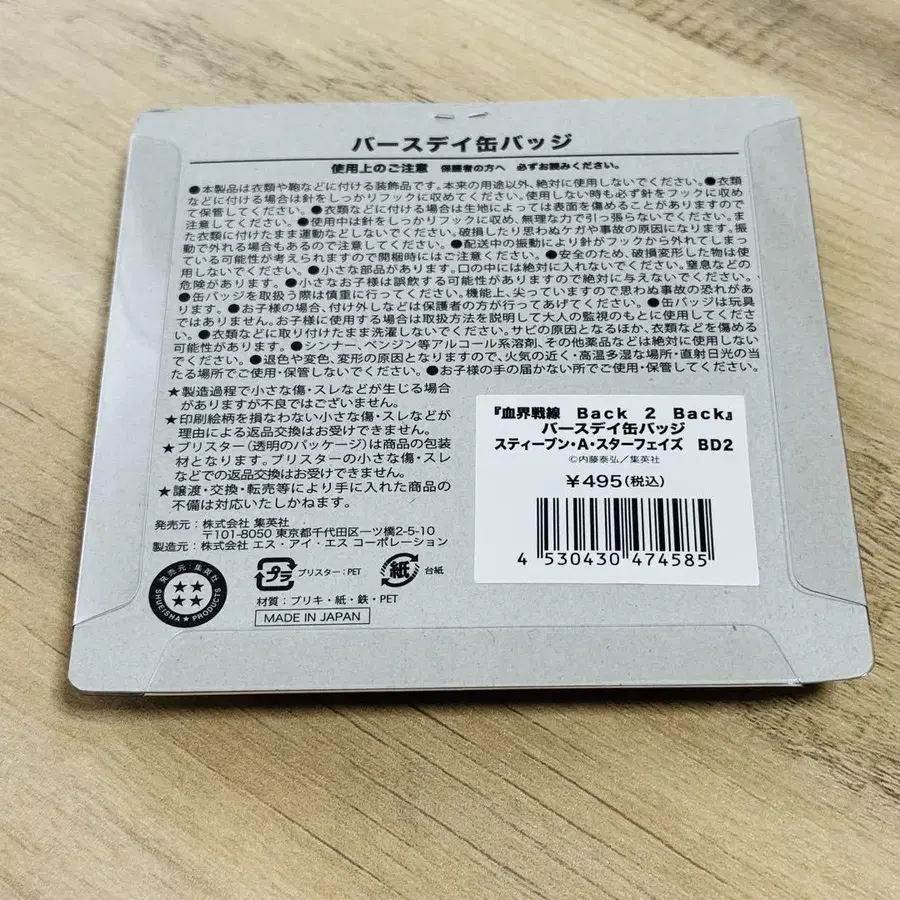 バースデイ缶バッジ
使用上のご注意 保護者の方へ 必ずお読みください。
●本製品は衣類や鞄などに付ける装飾品です。本来の用途以外、絶対に使用しないでください。●衣類
などに付ける場合は針をしっかりフックに収めてください。使用しない時も必ず針をフックに収め
て保管してください。●衣類などに付ける場合は生地によっては表面を傷めることがありますので
注意してください。●使用中は針をしっかりフックに収め、無理な力で引っ張らないでください。ま
た衣類に付けたまま運動などしないでください。破損したり思わぬケガや事故の原因になります。振
動で外れる場合もあるので注意してください。●配送中の振動により針がフックから外れてしまっ
ている可能性が考えられますので開梱時にはご注意ください。●安全のため、破損変形した物は使
用しないでください。●小さな部品があります。口の中には絶対に入れないでください。窒息などの
危険があります。●小さなお子様は誤飲する可能性がありますので絶対に与えないでください。
●缶バッジを取扱う際は慎重に行ってください。機能上、尖っていますので思わぬ事故の恐れがあ
ります。●お子様の場合、付け外しなどは保護者の方が行ってあげてください。●缶バッジは玩具
ではありません。お子様に使用する場合は取扱方法を説明して大人の監視のもとに使用してくださ
い。●衣類などに取り付けたまま洗濯しないでください。サビの原因となるほか、衣類などを傷める
可能性があります。●シンナー、ベンジン等アルコール系溶剤、その他薬品などは絶対に使用しな
いでください。●退色や変色、変形の原因となりますので、火気の近く・高温多湿な場所・直射日光の当
たる場所でのご使用・保管はしないでください。●お子様の手の届かない所でご使用・保管してください。
★製造過程で小さな傷・スレなどが生じる場合
がありますが不良ではございません。
★印刷絵柄を損なわない小さな傷・スレなどが
理由による返品交換はお受けできません。
★ブリスター(透明のパッケージ)は商品の包装
材となります。ブリスターの小さな傷・スレ
などでの返品交換はお受けできません。
★譲渡・交換・転売等により手に入れた商品の
不備は対応いたしかねます。
発売元：株式会社 集英社
〒101-8050 東京都千代田区一ツ橋2-5-10
製造元：株式会社 エス・アイ・エス コーポレーション
発売元：集英社
SHUEISHA★PRODUCTS
プラ
ブリスター：PET
紙
台紙
材質：ブリキ・紙・鉄・PET
MADE IN JAPAN
『血界戦線 Back 2 Back』
バースデイ缶バッジ
スティーブン・A・スターフェイズ BD2
©内藤泰弘／集英社
￥495(税込)
4 530430 474585